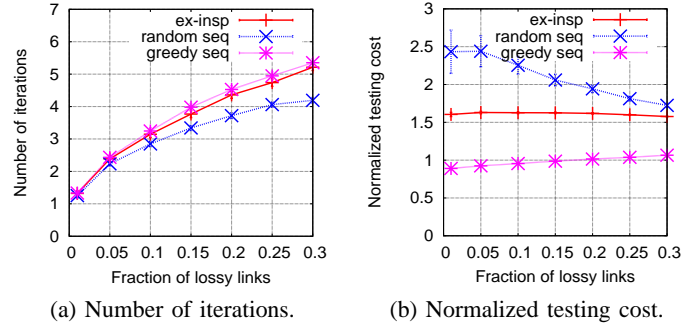 ex-insp
random seq
greedy seq
Number of iterations
7
6
5
4
3
2
1
0
0 0.05 0.1 0.15 0.2 0.25 0.3
Fraction of lossy links
(a) Number of iterations.
ex-insp
random seq
greedy seq
Normalized testing cost
3
2.5
2
1.5
1
0.5
0
0 0.05 0.1 0.15 0.2 0.25 0.3
Fraction of lossy links
(b) Normalized testing cost.